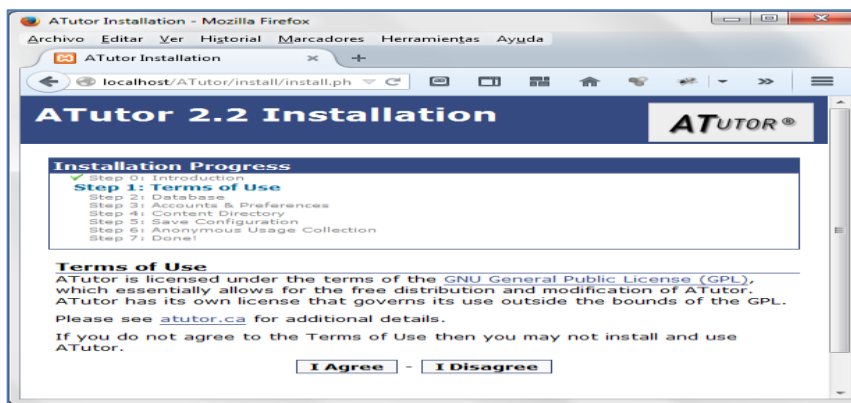 ATutor Installation - Mozilla Firefox
Archivo Editar Ver Historial Marcadores Herramientas Ayuda
ATutor Installation
localhost/ATutor/install/install.ph
ATutor 2.2 Installation
ATUTOR ®
Installation Progress
Step 0: Introduction
Step 1: Terms of Use
Step 2: Database
Step 3: Accounts & Preferences
Step 4: Content Directory
Step 5: Save Configuration
Step 6: Anonymous Usage Collection
Step 7: Done!
Terms of Use
ATutor is licensed under the terms of the GNU General Public License (GPL),
which essentially allows for the free distribution and modification of ATutor.
ATutor has its own license that governs its use outside the bounds of the GPL.
Please see atutor.ca for additional details.
If you do not agree to the Terms of Use then you may not install and use
ATutor.
I Agree - I Disagree